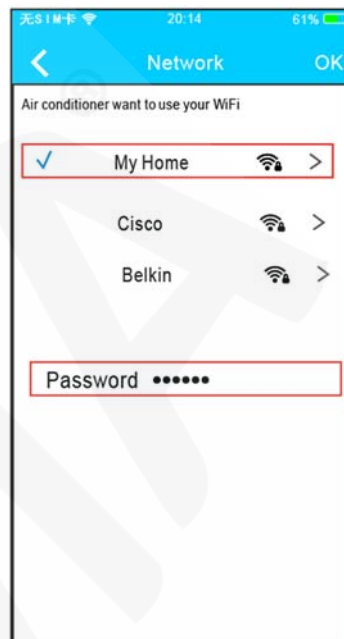 无SIM卡 20:14 61%
Network OK
Air conditioner want to use your WiFi
My Home
Cisco
Belkin
Password ••••••